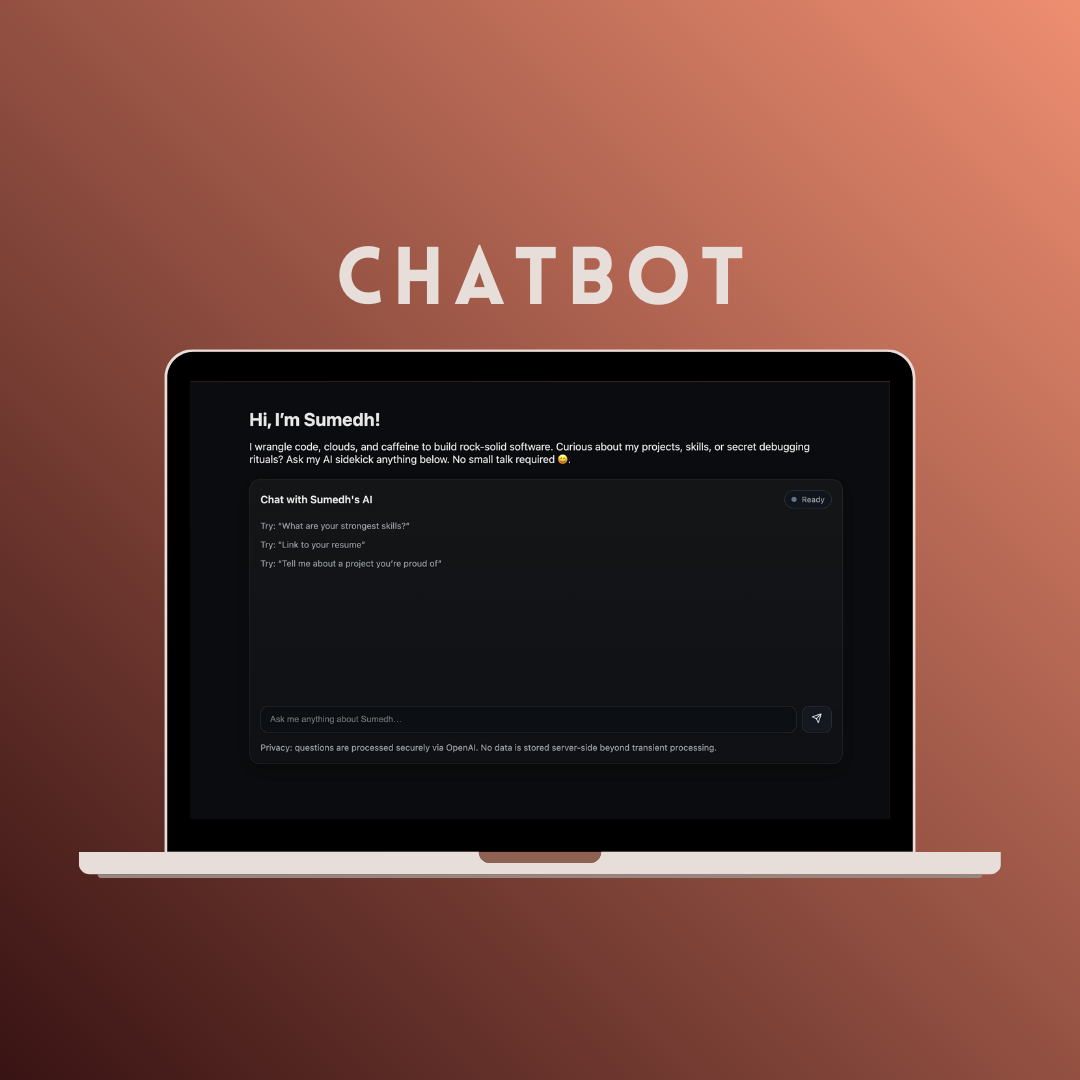 CHATBOT
Hi, I’m Sumedh!
I wrangle code, clouds, and caffeine to build rock-solid software. Curious about my projects, skills, or secret debugging
rituals? Ask my AI sidekick anything below. No small talk required 😄.
Chat with Sumedh's AI
Ready
Try: “What are your strongest skills?”
Try: “Link to your resume”
Try: “Tell me about a project you’re proud of”
Ask me anything about Sumedh…
Privacy: questions are processed securely via OpenAI. No data is stored server-side beyond transient processing.